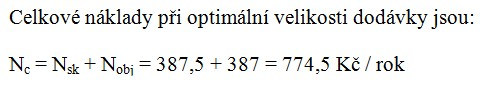 Celkové náklady při optimální velikosti dodávky jsou:
Nc = Nsk + Nobj = 387,5 + 387 = 774,5 Kč / rok